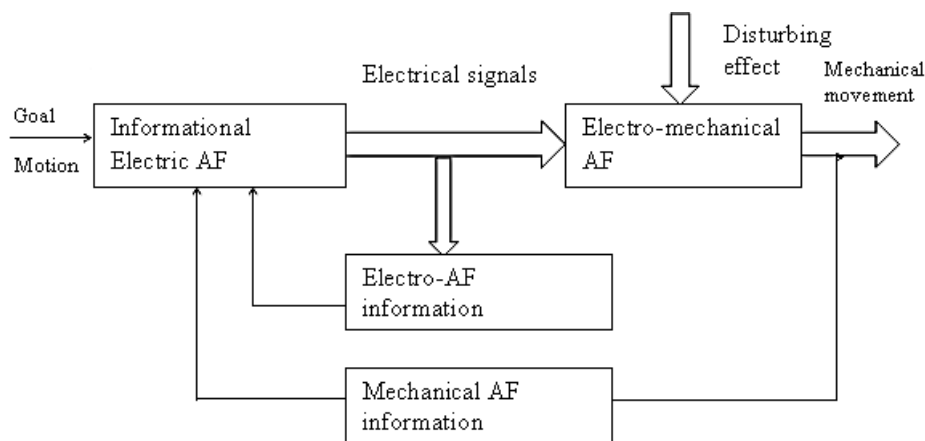 Disturbing
effect
Electrical signals
Mechanical
movement
Goal
Motion
Informational
Electric AF
Electro-mechanical
AF
Electro-AF
information
Mechanical AF
information